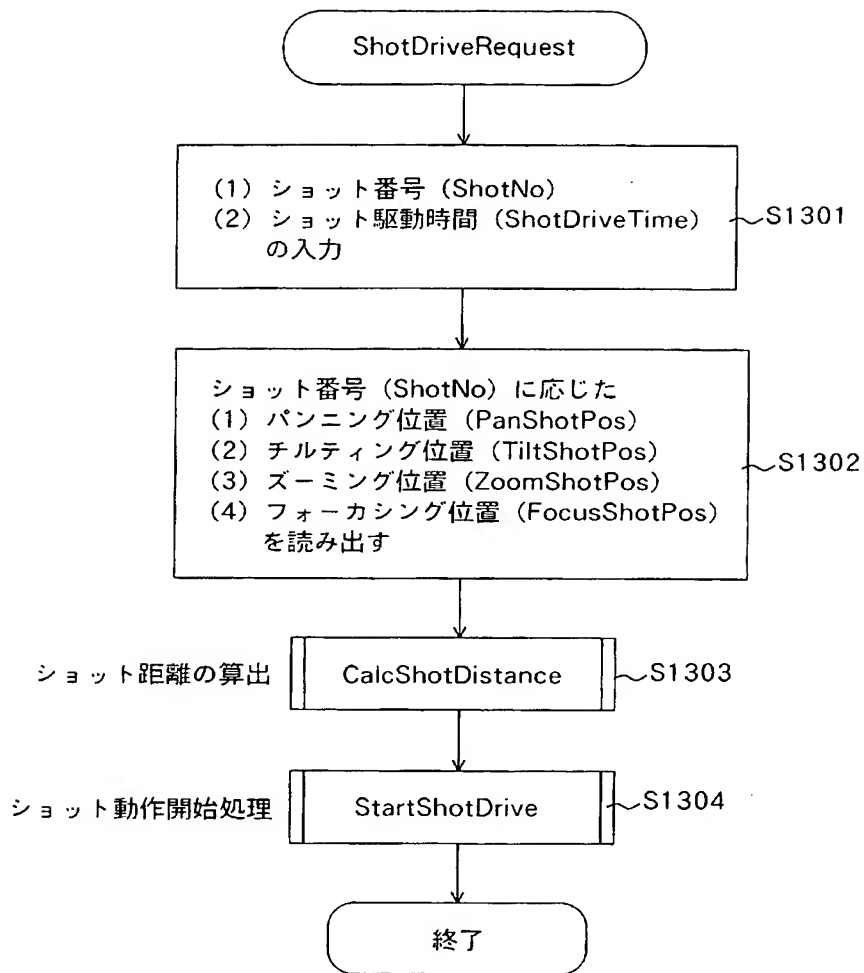 ShotDriveRequest
(1) ショット番号 (ShotNo)
(2) ショット駆動時間 (ShotDriveTime)
の入力
S1301
ショット番号 (ShotNo) に応じた
(1) パンニング位置 (PanShotPos)
(2) チルティング位置 (TiltShotPos)
(3) ズーミング位置 (ZoomShotPos)
(4) フォーカシング位置 (FocusShotPos)
を読み出す
S1302
ショット距離の算出
CalcShotDistance
S1303
ショット動作開始処理
StartShotDrive
S1304
終了